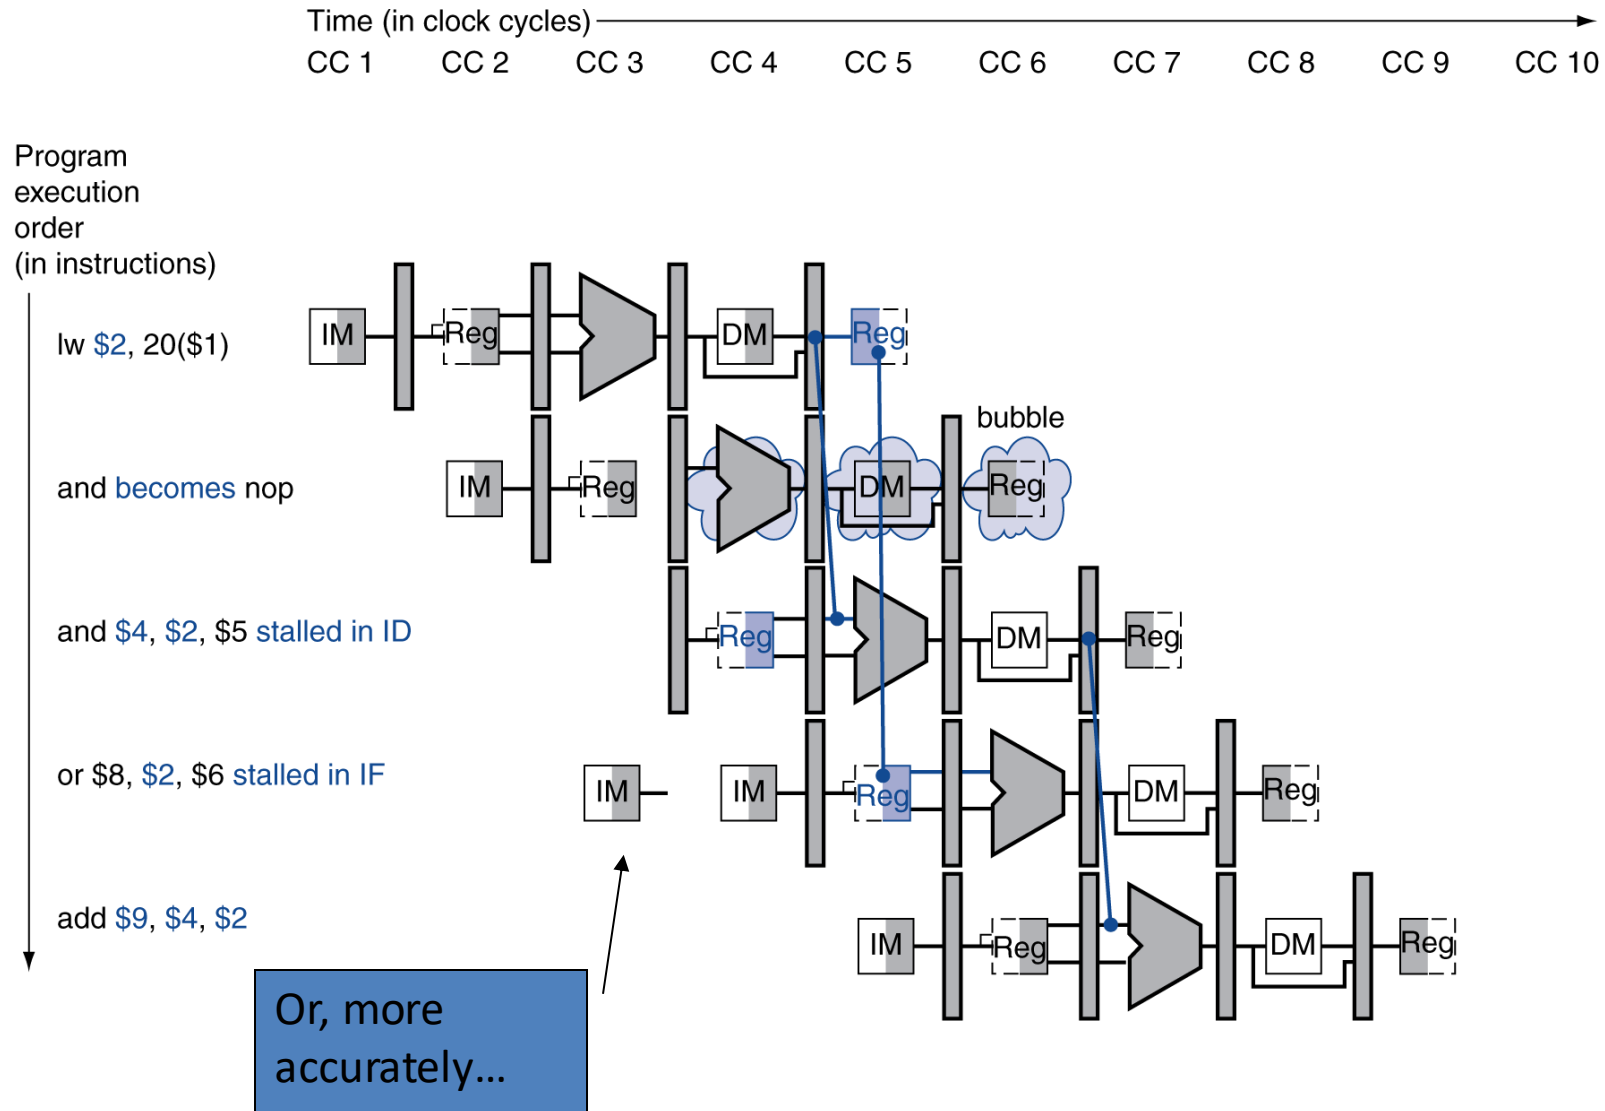 Time (in clock cycles)
CC 1 CC 2 CC 3 CC 4 CC 5 CC 6 CC 7 CC 8 CC 9 CC 10
Program
execution
order
(in instructions)
lw $2, 20($1)
IM Reg DM Reg
bubble
and becomes nop
IM Reg DM Reg
and $4, $2, $5 stalled in ID
Reg DM Reg
or $8, $2, $6 stalled in IF
IM IM Reg DM Reg
add $9, $4, $2
IM Reg DM Reg
Or, more
accurately...